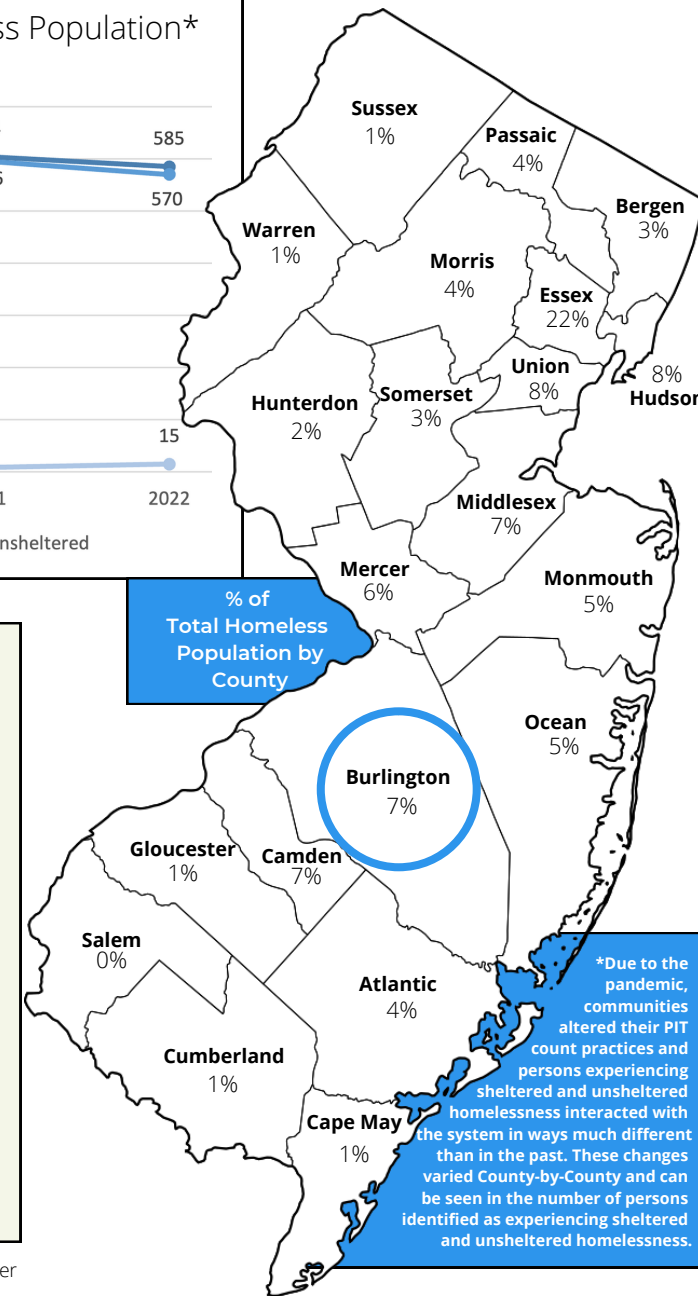 ss Population*
585
570
15
2022
nsheltered
Sussex
1%
Passaic
4%
Bergen
3%
Warren
1%
Morris
4%
Essex
22%
Union
8%
8%
Hudson
Hunterdon
2%
Somerset
3%
Middlesex
7%
Mercer
6%
Monmouth
5%
% of
Total Homeless
Population by
County
Ocean
5%
Burlington
7%
Gloucester
1%
Camden
7%
Salem
0%
Atlantic
4%
Cumberland
1%
Cape May
1%
*Due to the
pandemic,
communities
altered their PIT
count practices and
persons experiencing
sheltered and unsheltered
homelessness interacted with
the system in ways much different
than in the past. These changes
varied County-by-County and can
be seen in the number of persons
identified as experiencing sheltered
and unsheltered homelessness.
er